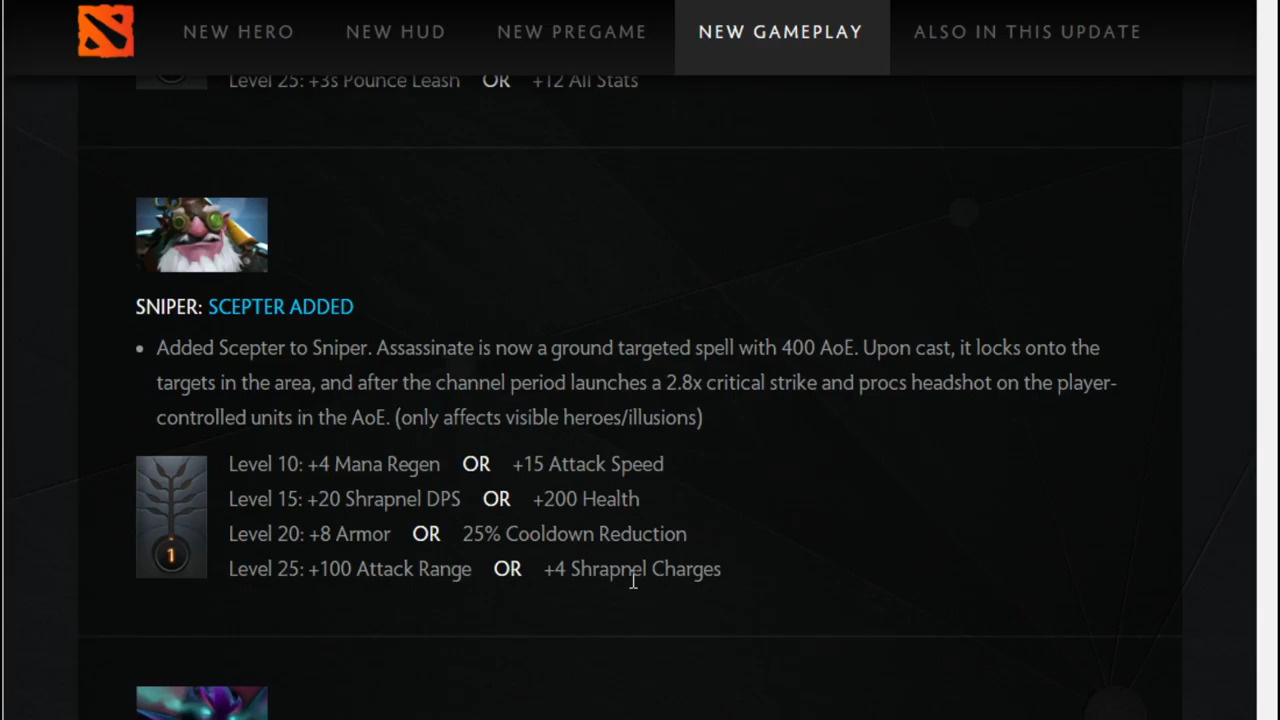 NEW HERO NEW HUD NEW PREGAME NEW GAMEPLAY ALSO IN THIS UPDATE
Level 25: +3s Pounce Leash OR +12 All Stats
SNIPER: SCEPTER ADDED
• Added Scepter to Sniper. Assassinate is now a ground targeted spell with 400 AoE. Upon cast, it locks onto the
targets in the area, and after the channel period launches a 2.8x critical strike and procs headshot on the player-
controlled units in the AoE. (only affects visible heroes/illusions)
Level 10: +4 Mana Regen OR +15 Attack Speed
Level 15: +20 Shrapnel DPS OR +200 Health
Level 20: +8 Armor OR 25% Cooldown Reduction
1
Level 25: +100 Attack Range OR +4 Shrapnel Charges